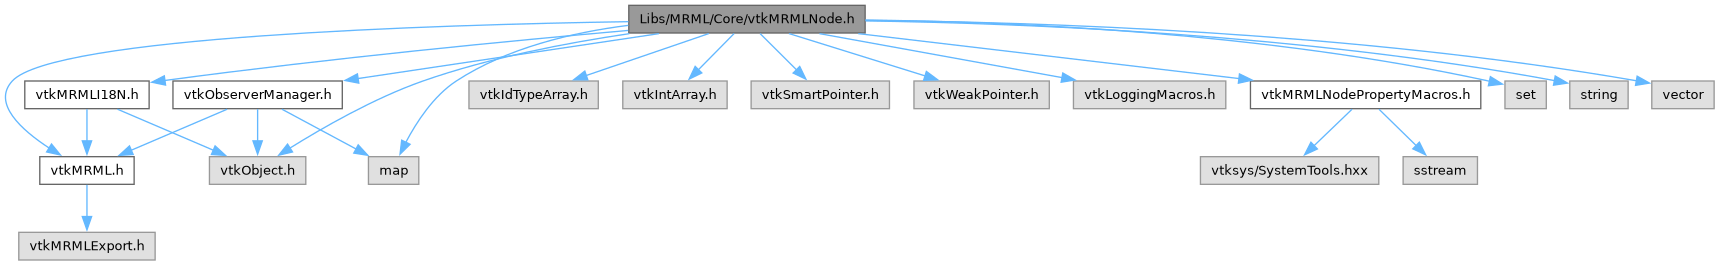 Libs/MRML/Core/vtkMRMLNode.h
vtkMRMLI18N.h
vtkObserverManager.h
vtkIdTypeArray.h
vtkIntArray.h
vtkSmartPointer.h
vtkWeakPointer.h
vtkLoggingMacros.h
vtkMRMLNodePropertyMacros.h
set
string
vector
vtkMRML.h
vtkObject.h
map
vtksys/SystemTools.hxx
sstream
vtkMRMLExport.h